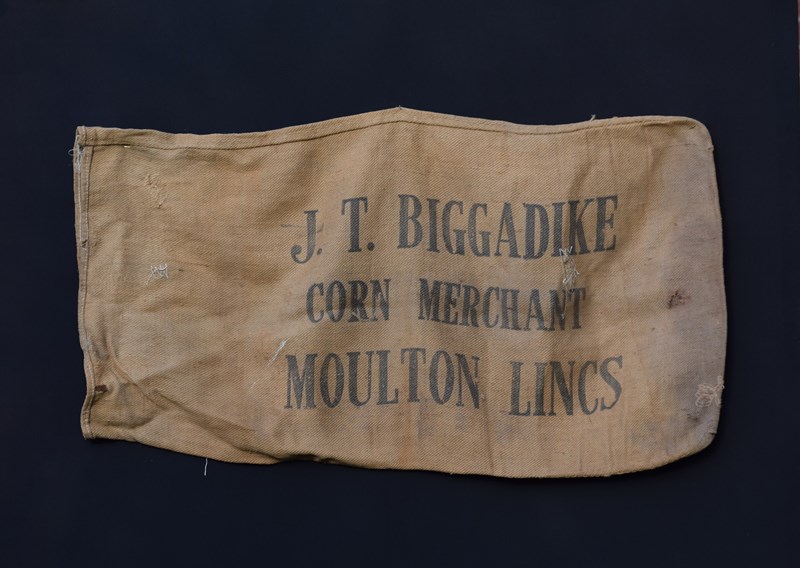 J. T. BIGGADIKE
CORN MERCHANT
MOULTON LINCS